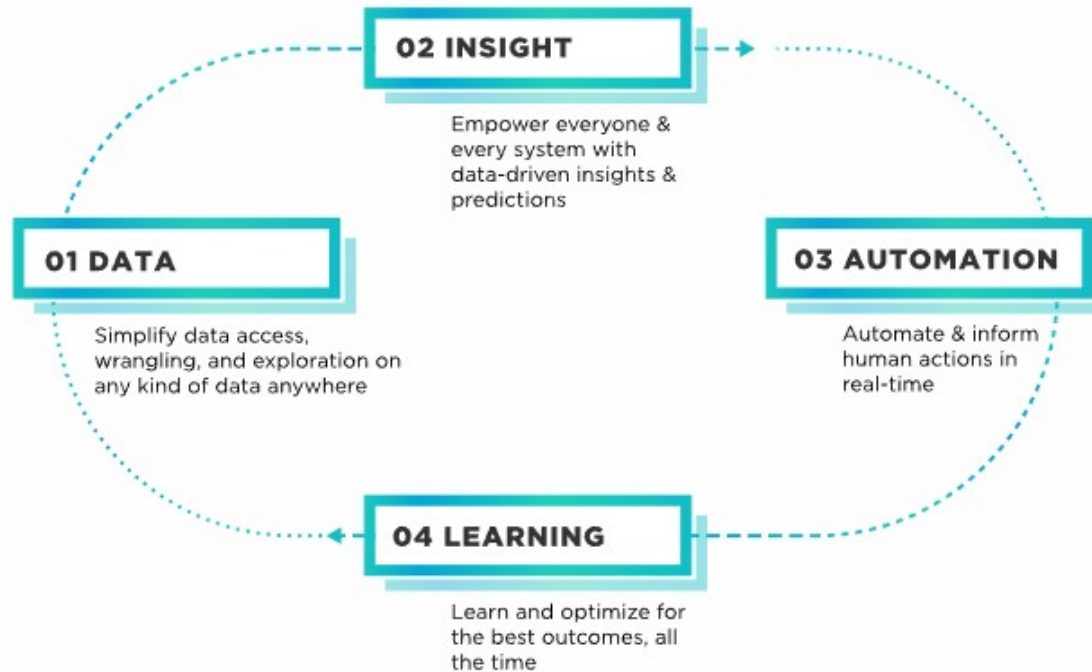 02 INSIGHT
Empower everyone &
every system with
data-driven insights &
predictions
01 DATA
Simplify data access,
wrangling, and exploration on
any kind of data anywhere
03 AUTOMATION
Automate & inform
human actions in
real-time
04 LEARNING
Learn and optimize for
the best outcomes, all
the time